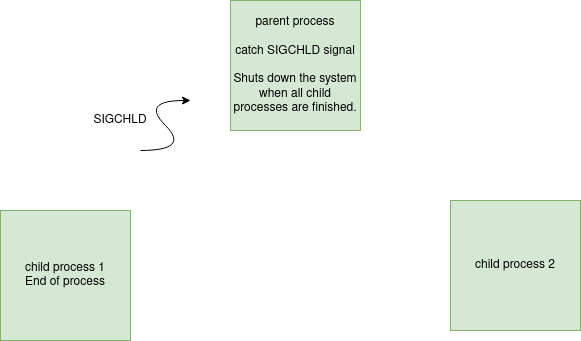 parent process
catch SIGCHLD signal
Shuts down the system
when all child
processes are finished.
SIGCHLD
child process 1
End of process
child process 2